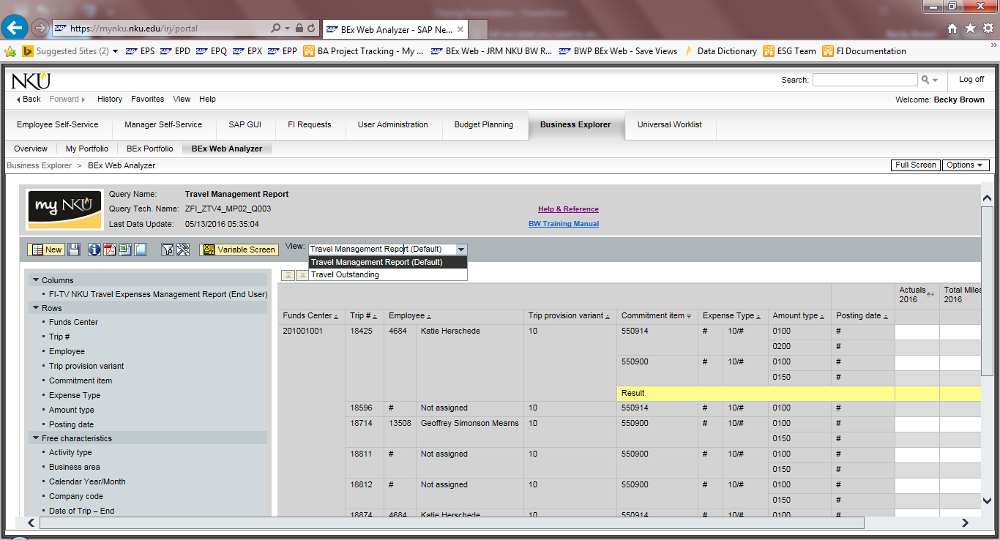 https://mynku.nku.edu/irj/portal
BEx Web Analyzer - SAP Ne...
Suggested Sites (2) EPS EPD EPQ EPX EPP BA Project Tracking - My ... BEx Web - JRM NKU BW R... BWP BEx Web - Save Views Data Dictionary ESG Team FI Documentation
NKU Search: Log off
Back Forward History Favorites View Help Welcome: Becky Brown
Employee Self-Service Manager Self-Service SAP GUI FI Requests User Administration Budget Planning Business Explorer Universal Worklist
Overview My Portfolio BEx Portfolio BEx Web Analyzer
Business Explorer > BEx Web Analyzer Full Screen Options
my NKU
Query Name: Travel Management Report
Query Tech. Name: ZFI_ZTV4_MP02_Q003 Help & Reference
Last Data Update: 05/13/2016 05:35:04 BW Training Manual
New Variable Screen View: Travel Management Report (Default)
Travel Management Report (Default)
Travel Outstanding
Columns
FI-TV NKU Travel Expenses Management Report (End User)
Rows
Funds Center
Trip #
Employee
Trip provision variant
Commitment item
Expense Type
Amount type
Posting date
Free characteristics
Activity type
Business area
Calendar Year/Month
Company code
Date of Trip – End
Actuals 2016
Total Miles 2016
Funds Center Trip # Employee Trip provision variant Commitment item Expense Type Amount type Posting date
201001001 18425 4684 Katie Herschede 10 550914 # 10/# 0100 #
0200 #
550900 # 10/# 0100 #
0150 #
Result
18596 # Not assigned 10 550914 # 10/# 0100 #
18714 13508 Geoffrey Simonson Mearns 10 550900 # 10/# 0100 #
0150 #
18811 # Not assigned 10 550900 # 10/# 0100 #
0150 #
18812 # Not assigned 10 550900 # 10/# 0100 #
0150 #
18874 4684 Katie Herschede 10 550914 # 10/# 0100 #